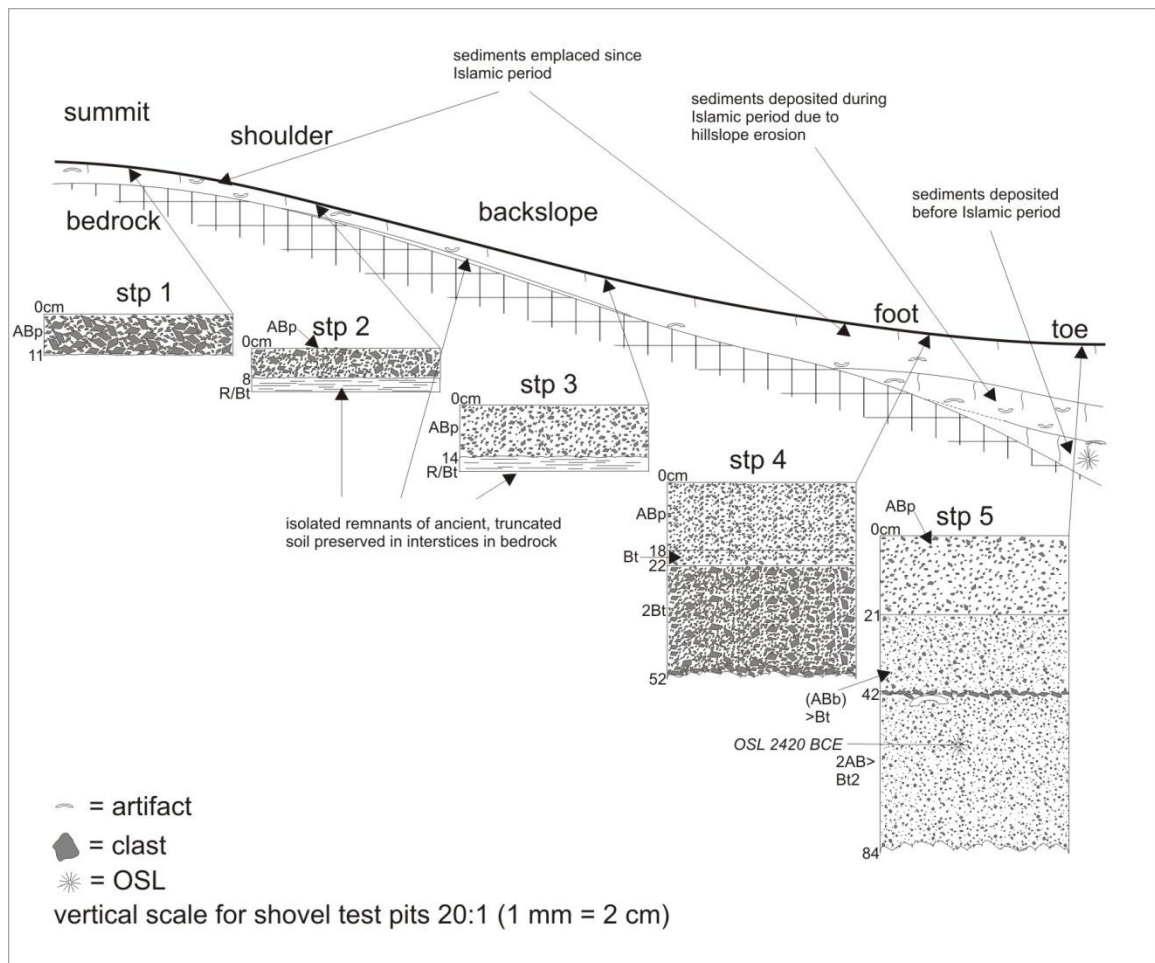 sediments emplaced since
Islamic period
sediments deposited during
Islamic period due to
hillslope erosion
sediments deposited
before Islamic period
summit
shoulder
backslope
bedrock
foot
toe
stp 1
0cm
ABp
11
stp 2
ABp
0cm
8
R/Bt
stp 3
0cm
ABp
14
R/Bt
isolated remnants of ancient, truncated
soil preserved in interstices in bedrock
stp 4
0cm
ABp
18
Bt
22
2Bt
52
stp 5
ABp
0cm
21
(ABb)
>Bt
42
OSL 2420 BCE
2AB>
Bt2
84
= artifact
= clast
= OSL
vertical scale for shovel test pits 20:1 (1 mm = 2 cm)